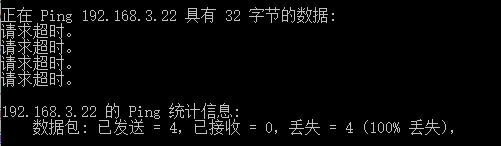 正在 Ping 192.168.3.22 具有 32 字节的数据:
请求超时。
请求超时。
请求超时。
请求超时。
192.168.3.22 的 Ping 统计信息:
数据包: 已发送 = 4，已接收 = 0，丢失 = 4 (100% 丢失)，